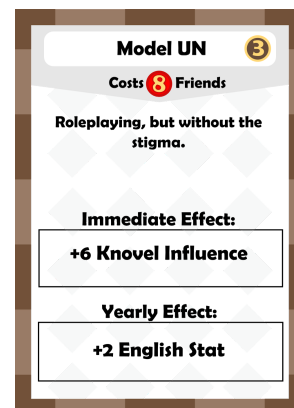 Model UN 3
Costs 8 Friends
Roleplaying, but without the
stigma.
Immediate Effect:
+6 Knovel Influence
Yearly Effect:
+2 English Stat